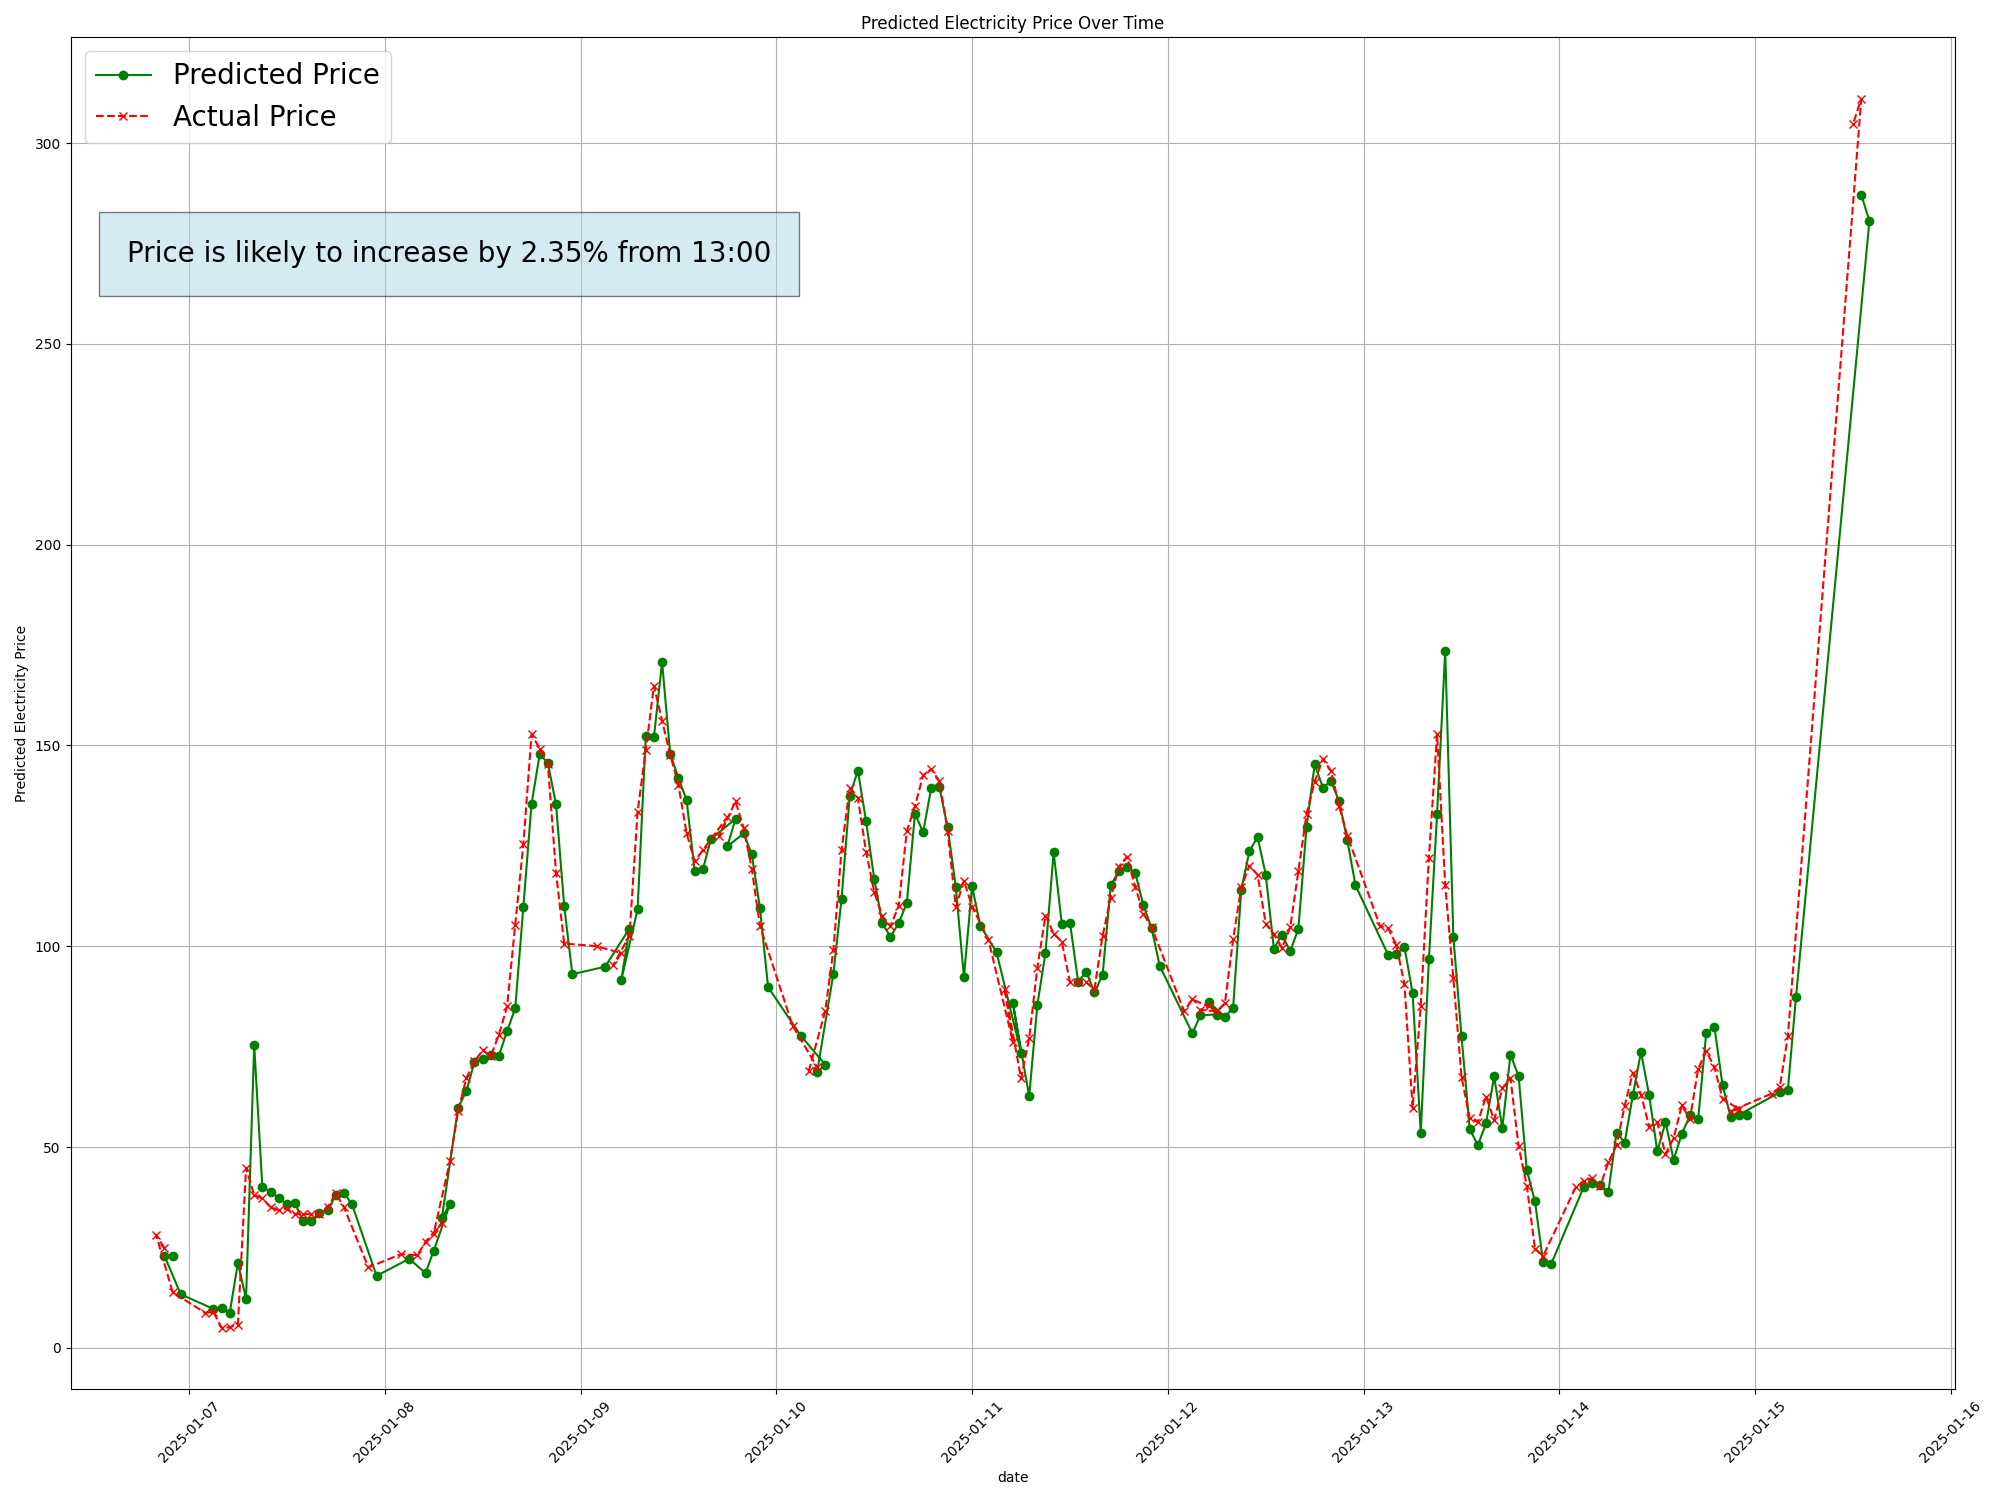 Predicted Electricity Price Over Time
Predicted Price
Actual Price
Price is likely to increase by 2.35% from 13:00
Predicted Electricity Price
300
250
200
150
100
50
0
2025-01-07
2025-01-08
2025-01-09
2025-01-10
2025-01-11
2025-01-12
2025-01-13
2025-01-14
2025-01-15
2025-01-16
date